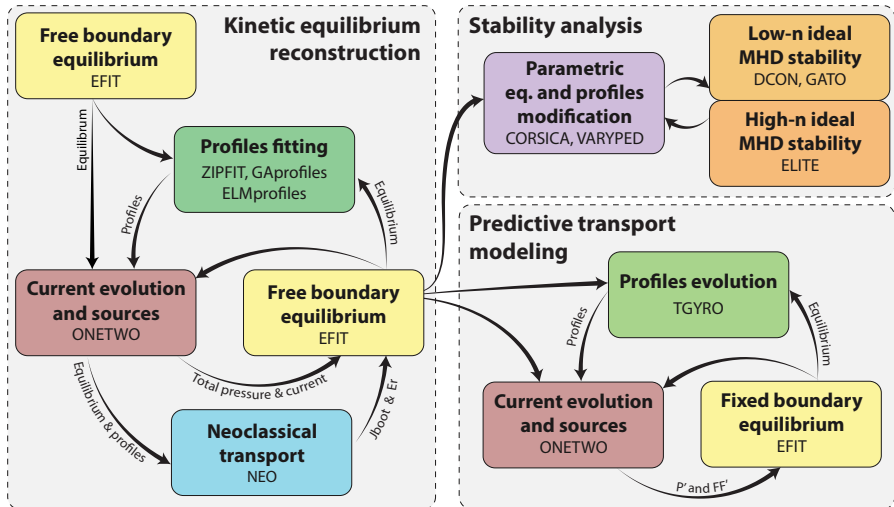 Kinetic equilibrium
reconstruction
Free boundary
equilibrium
EFIT
Equilibrum
Profiles fitting
ZIPFIT, GAprofiles
ELMprofiles
Profiles
Equilibrium
Current evolution
and sources
ONETWO
Free boundary
equilibrium
EFIT
Total pressure & current
Equilibrium & profiles
Jboot & Er
Neoclassical
transport
NEO
Stability analysis
Parametric
eq. and profiles
modification
CORSICA, VARYPED
Low-n ideal
MHD stability
DCON, GATO
High-n ideal
MHD stability
ELITE
Predictive transport
modeling
Profiles evolution
TGYRO
Profiles
Equilibrium
Current evolution
and sources
ONETWO
Fixed boundary
equilibrium
EFIT
P' and FF'